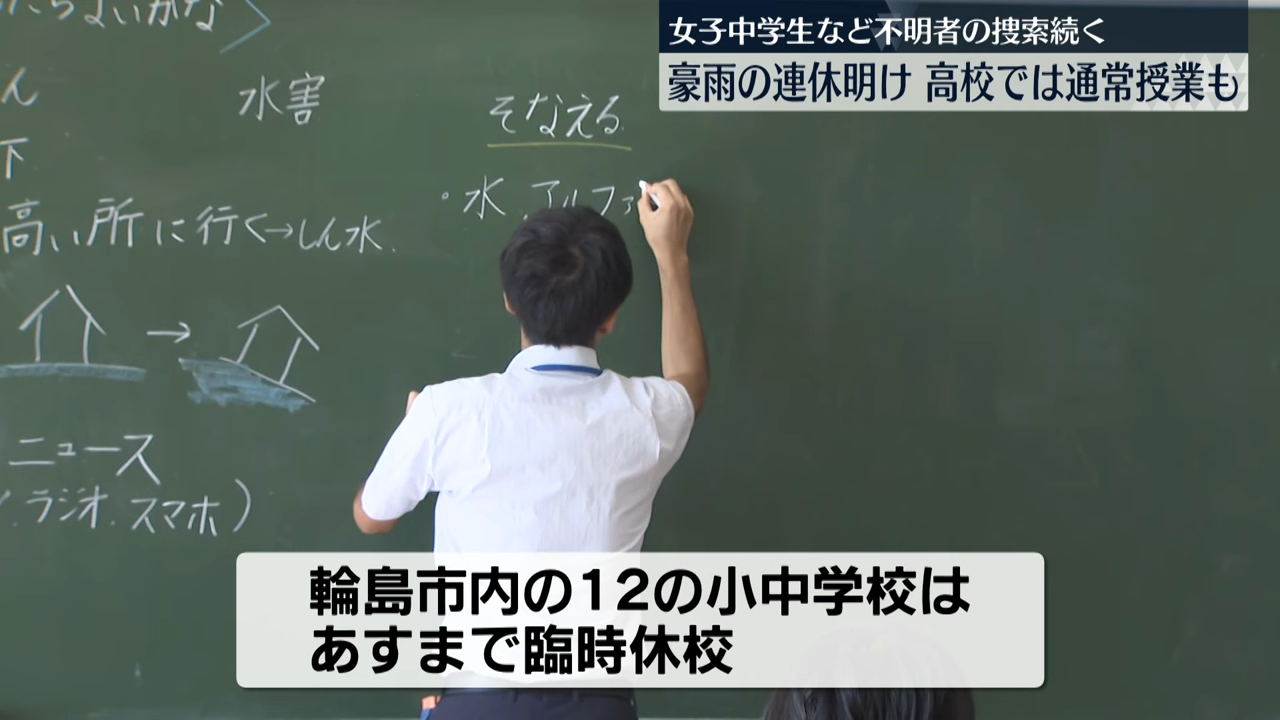 女子中学生など不明者の捜索続く
豪雨の連休明け 高校では通常授業も
たらよいかな〉
ん
下
水害
高い所に行く→しん水.
→
ニュース
ラジオ.スマホ)
そなえる
・水.アルファ
輪島市内の12の小中学校は
あすまで臨時休校